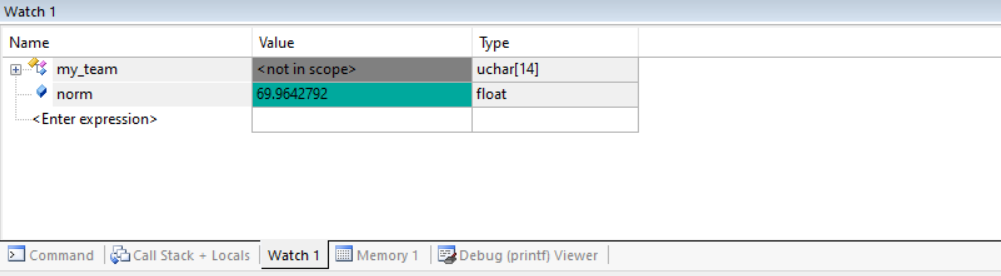 Watch 1
Name Value Type
my_team <not in scope> uchar[14]
norm 69.9642792 float
<Enter expression>
Command Call Stack + Locals Watch 1 Memory 1 Debug (printf) Viewer